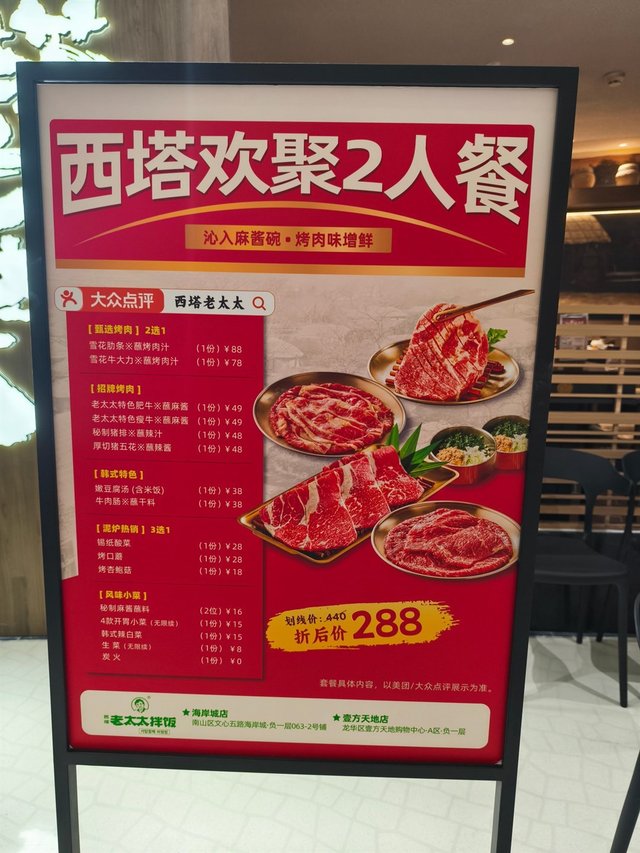 西塔欢聚2人餐
沁入麻酱碗·烤肉味增鲜
大众点评 西塔老太太
[ 甄选烤肉 ] 2选1
雪花肋条※蘸烤肉汁 (1份) ¥88
雪花牛大力※蘸烤肉汁 (1份) ¥78
[ 招牌烤肉 ]
老太太特色肥牛※蘸麻酱 (1份) ¥49
老太太特色瘦牛※蘸麻酱 (1份) ¥49
秘制猪排※蘸辣汁 (1份) ¥48
厚切猪五花※蘸辣酱 (1份) ¥48
[ 韩式特色 ]
嫩豆腐汤 (含米饭) (1份) ¥38
牛肉肠※蘸干料 (1份) ¥38
[ 泥炉热销 ] 3选1
锡纸酸菜 (1份) ¥28
烤口蘑 (1份) ¥28
烤杏鲍菇 (1份) ¥18
[ 风味小菜 ]
秘制麻酱蘸料 (2位) ¥16
4款开胃小菜 (无限续) (1份) ¥15
韩式辣白菜 (1份) ¥15
生菜 (无限续) (1份) ¥8
炭火 (1份) ¥0
划线价: 440
折后价 288
套餐具体内容，以美团/大众点评展示为准。
西塔 老太太拌饭
★海岸城店
南山区文心五路海岸城·负一层063-2号铺
★壹方天地店
龙华区壹方天地购物中心·A区·负一层